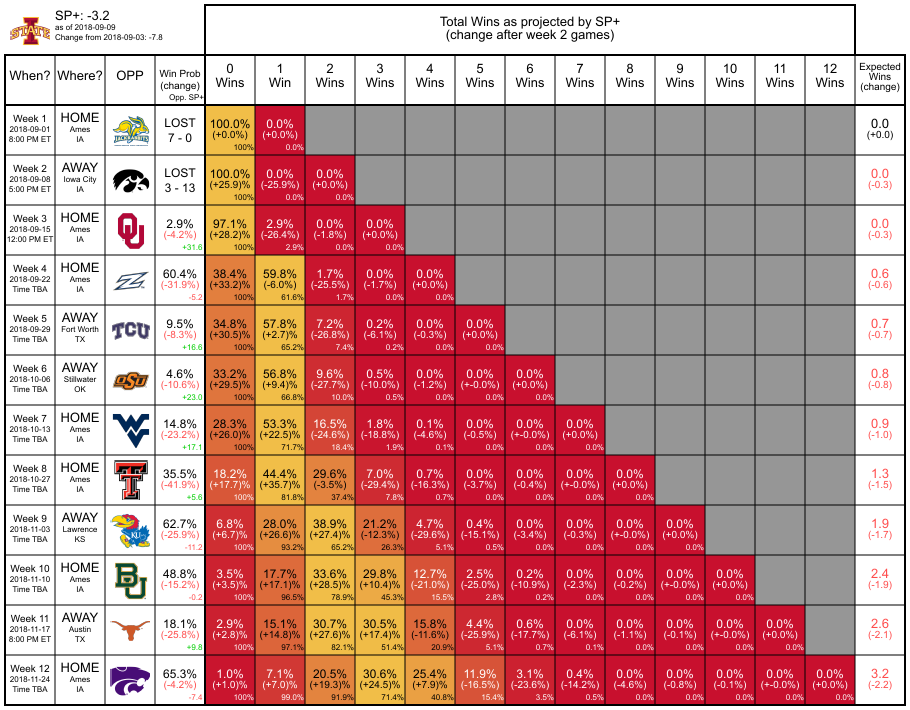 STATE
SP+: -3.2
as of 2018-09-09
Change from 2018-09-03: -7.8
Total Wins as projected by SP+
(change after week 2 games)
When? Where? OPP Win Prob (change) Opp. SP+ 0 Wins 1 Win 2 Wins 3 Wins 4 Wins 5 Wins 6 Wins 7 Wins 8 Wins 9 Wins 10 Wins 11 Wins 12 Wins Expected Wins (change)
Week 1 HOME LOST 100.0% 0.0% 0.0
2018-09-01 Ames JACKRABBITS 7 - 0 (+0.0%) (+0.0%) (+0.0)
8:00 PM ET IA 100% 0.0%
Week 2 AWAY LOST 100.0% 0.0% 0.0% 0.0
2018-09-08 Iowa City 3 - 13 (+25.9)% (-25.9%) (+0.0%) (-0.3)
5:00 PM ET IA 100% 0.0% 0.0%
Week 3 HOME OU 2.9% 97.1% 2.9% 0.0% 0.0% 0.0
2018-09-15 Ames (-4.2%) (+28.2)% (-26.4%) (-1.8%) (+0.0%) (-0.3)
12:00 PM ET IA +31.6 100% 2.9% 0.0% 0.0%
Week 4 HOME Z 60.4% 38.4% 59.8% 1.7% 0.0% 0.0% 0.6
2018-09-22 Ames (-31.9%) (+33.2)% (-6.0%) (-25.5%) (-1.7%) (+0.0%) (-0.6)
Time TBA IA -5.2 100% 61.6% 1.7% 0.0% 0.0%
Week 5 AWAY TCU 9.5% 34.8% 57.8% 7.2% 0.2% 0.0% 0.0% 0.7
2018-09-29 Fort Worth (-8.3%) (+30.5)% (+2.7)% (-26.8%) (-6.1%) (-0.3%) (+0.0%) (-0.7)
Time TBA TX +16.6 100% 65.2% 7.4% 0.2% 0.0% 0.0%
Week 6 AWAY OSU 4.6% 33.2% 56.8% 9.6% 0.5% 0.0% 0.0% 0.0% 0.8
2018-10-06 Stillwater (-10.6%) (+29.5)% (+9.4)% (-27.7%) (-10.0%) (-1.2%) (+-0.0%) (+0.0%) (-0.8)
Time TBA OK +23.0 100% 66.8% 10.0% 0.5% 0.0% 0.0% 0.0%
Week 7 HOME WV 14.8% 28.3% 53.3% 16.5% 1.8% 0.1% 0.0% 0.0% 0.0% 0.9
2018-10-13 Ames (-23.2%) (+26.0)% (+22.5)% (-24.6%) (-18.8%) (-4.6%) (-0.5%) (+-0.0%) (+0.0%) (-1.0)
Time TBA IA +17.1 100% 71.7% 18.4% 1.9% 0.1% 0.0% 0.0% 0.0%
Week 8 HOME T 35.5% 18.2% 44.4% 29.6% 7.0% 0.7% 0.0% 0.0% 0.0% 0.0% 1.3
2018-10-27 Ames (-41.9%) (+17.7)% (+35.7)% (-3.5%) (-29.4%) (-16.3%) (-3.7%) (-0.4%) (+-0.0%) (+0.0%) (-1.5)
Time TBA IA +5.6 100% 81.8% 37.4% 7.8% 0.7% 0.0% 0.0% 0.0% 0.0%
Week 9 AWAY KU 62.7% 6.8% 28.0% 38.9% 21.2% 4.7% 0.4% 0.0% 0.0% 0.0% 0.0% 1.9
2018-11-03 Lawrence (-25.9%) (+6.7)% (+26.6)% (+27.4)% (-12.3%) (-29.6%) (-15.1%) (-3.4%) (-0.3%) (+-0.0%) (+0.0%) (-1.7)
Time TBA KS -11.2 100% 93.2% 65.2% 26.3% 5.1% 0.5% 0.0% 0.0% 0.0% 0.0%
Week 10 HOME BU 48.8% 3.5% 17.7% 33.6% 29.8% 12.7% 2.5% 0.2% 0.0% 0.0% 0.0% 0.0% 2.4
2018-11-10 Ames (-15.2%) (+3.5)% (+17.1)% (+28.5)% (+10.4)% (-21.0%) (-25.0%) (-10.9%) (-2.3%) (-0.2%) (+-0.0%) (+0.0%) (-1.9)
Time TBA IA -0.2 100% 96.5% 78.9% 45.3% 15.5% 2.8% 0.2% 0.0% 0.0% 0.0% 0.0%
Week 11 AWAY 18.1% 2.9% 15.1% 30.7% 30.5% 15.8% 4.4% 0.6% 0.0% 0.0% 0.0% 0.0% 0.0% 2.6
2018-11-17 Austin (-25.8%) (+2.8)% (+14.8)% (+27.6)% (+17.4)% (-11.6%) (-25.9%) (-17.7%) (-6.1%) (-1.1%) (-0.1%) (+-0.0%) (+0.0%) (-2.1)
8:00 PM ET TX +9.8 100% 97.1% 82.1% 51.4% 20.9% 5.1% 0.7% 0.1% 0.0% 0.0% 0.0% 0.0%
Week 12 HOME 65.3% 1.0% 7.1% 20.5% 30.6% 25.4% 11.9% 3.1% 0.4% 0.0% 0.0% 0.0% 0.0% 0.0% 3.2
2018-11-24 Ames (-4.2%) (+1.0)% (+7.0)% (+19.3)% (+24.5)% (+7.9)% (-16.5%) (-23.6%) (-14.2%) (-4.6%) (-0.8%) (-0.1%) (+-0.0%) (+0.0%) (-2.2)
Time TBA IA -7.4 100% 99.0% 91.9% 71.4% 40.8% 15.4% 3.5% 0.5% 0.0% 0.0% 0.0% 0.0% 0.0%